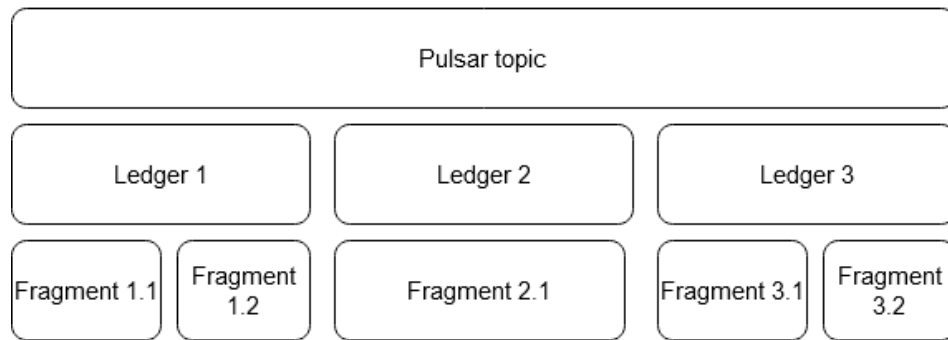 Pulsar topic
Ledger 1
Ledger 2
Ledger 3
Fragment 1.1
Fragment
1.2
Fragment 2.1
Fragment 3.1
Fragment
3.2